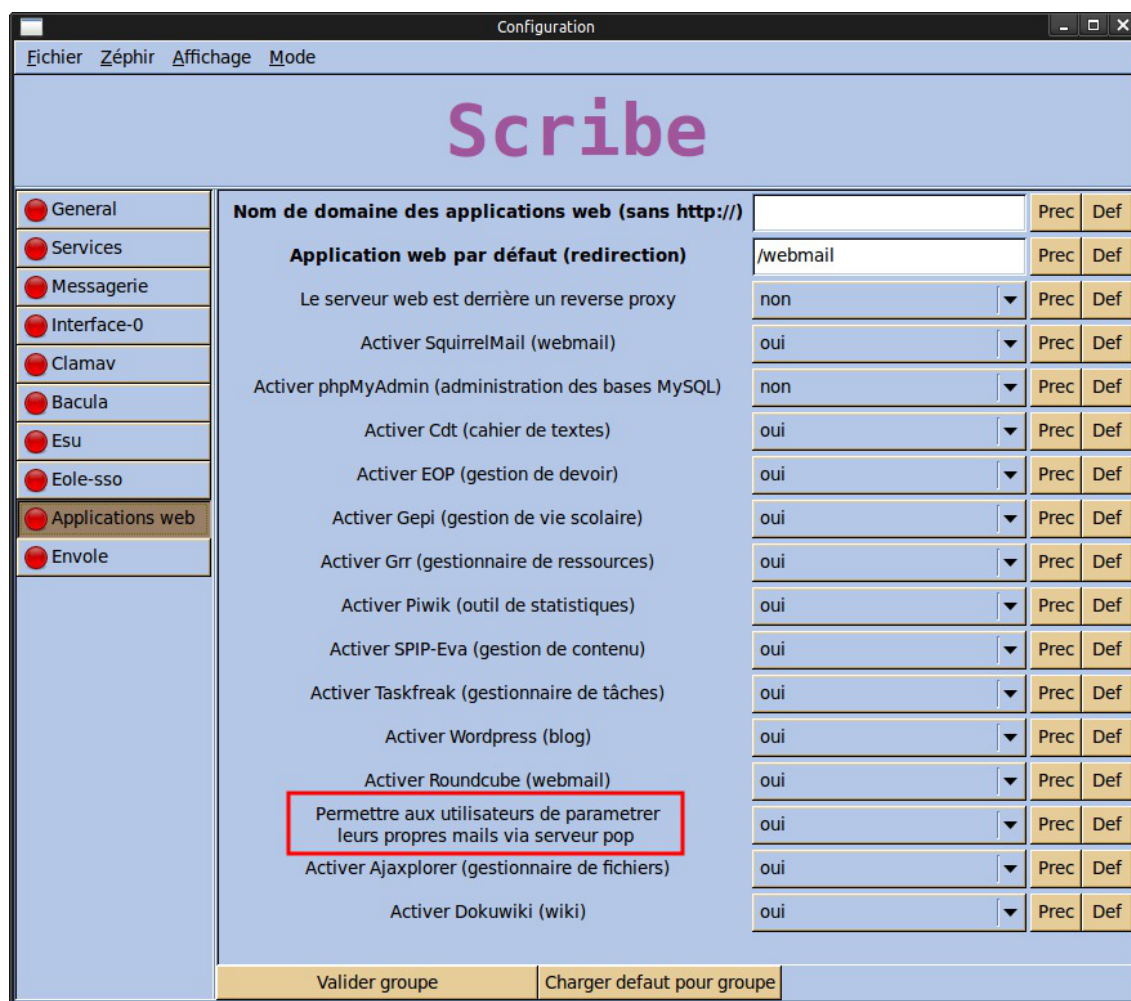 Configuration
Fichier Zéphir Affichage Mode
Scribe
General
Services
Messagerie
Interface-0
Clamav
Bacula
Esu
Eole-sso
Applications web
Envole
Nom de domaine des applications web (sans http://) Prec Def
Application web par défaut (redirection) /webmail Prec Def
Le serveur web est derrière un reverse proxy non Prec Def
Activer SquirrelMail (webmail) oui Prec Def
Activer phpMyAdmin (administration des bases MySQL) non Prec Def
Activer Cdt (cahier de textes) oui Prec Def
Activer EOP (gestion de devoir) oui Prec Def
Activer Gepi (gestion de vie scolaire) oui Prec Def
Activer Grr (gestionnaire de ressources) oui Prec Def
Activer Piwik (outil de statistiques) oui Prec Def
Activer SPIP-Eva (gestion de contenu) oui Prec Def
Activer Taskfreak (gestionnaire de tâches) oui Prec Def
Activer Wordpress (blog) oui Prec Def
Activer Roundcube (webmail) oui Prec Def
Permettre aux utilisateurs de parametrer
leurs propres mails via serveur pop oui Prec Def
Activer Ajaxplorer (gestionnaire de fichiers) oui Prec Def
Activer Dokuwiki (wiki) oui Prec Def
Valider groupe Charger defaut pour groupe